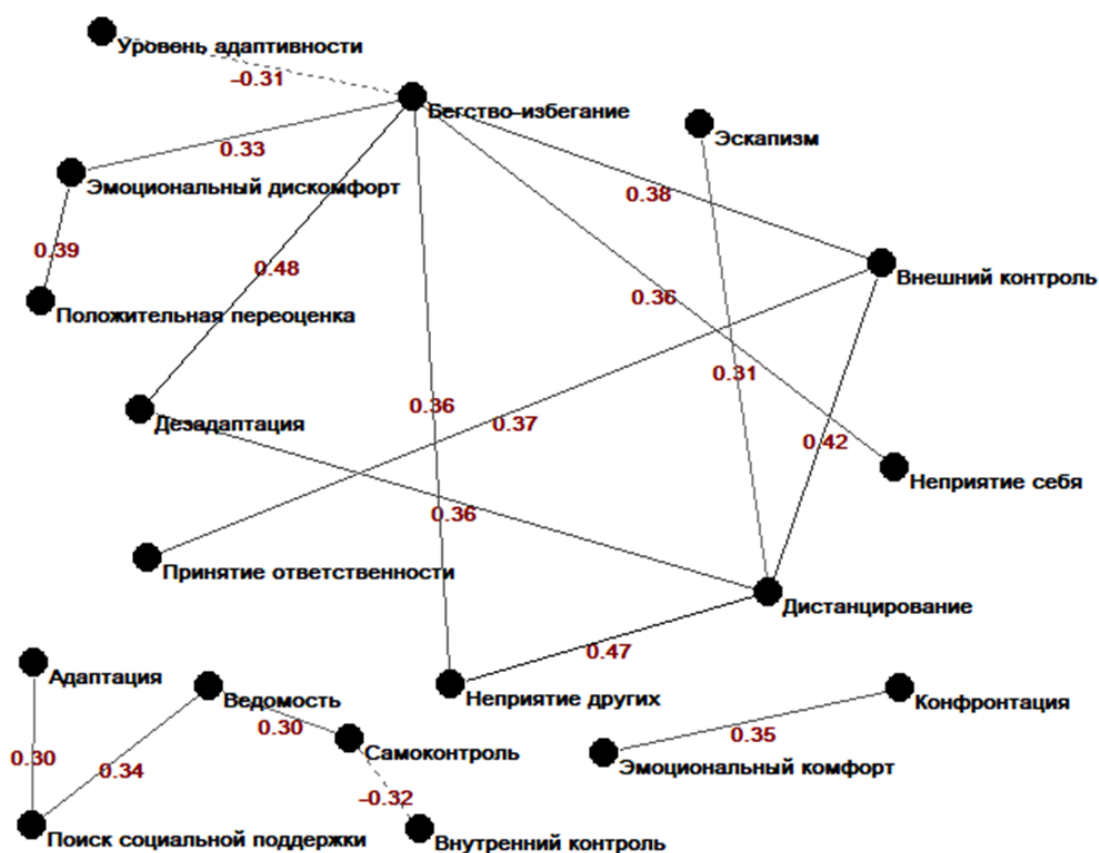 Уровень адаптивности
–0.31
Бегство–избегание
Эскапизм
0.33
Эмоциональный дискомфорт
0.38
0.39
0.48
Внешний контроль
0.36
Положительная переоценка
0.31
0.36
Дезадаптация
0.37
0.42
Неприятие себя
0.36
Принятие ответственности
Дистанцирование
0.47
Адаптация
Ведомость
Неприятие других
Конфронтация
0.30
Самоконтроль
0.35
0.30
0.34
Эмоциональный комфорт
–0.32
Поиск социальной поддержки
Внутренний контроль